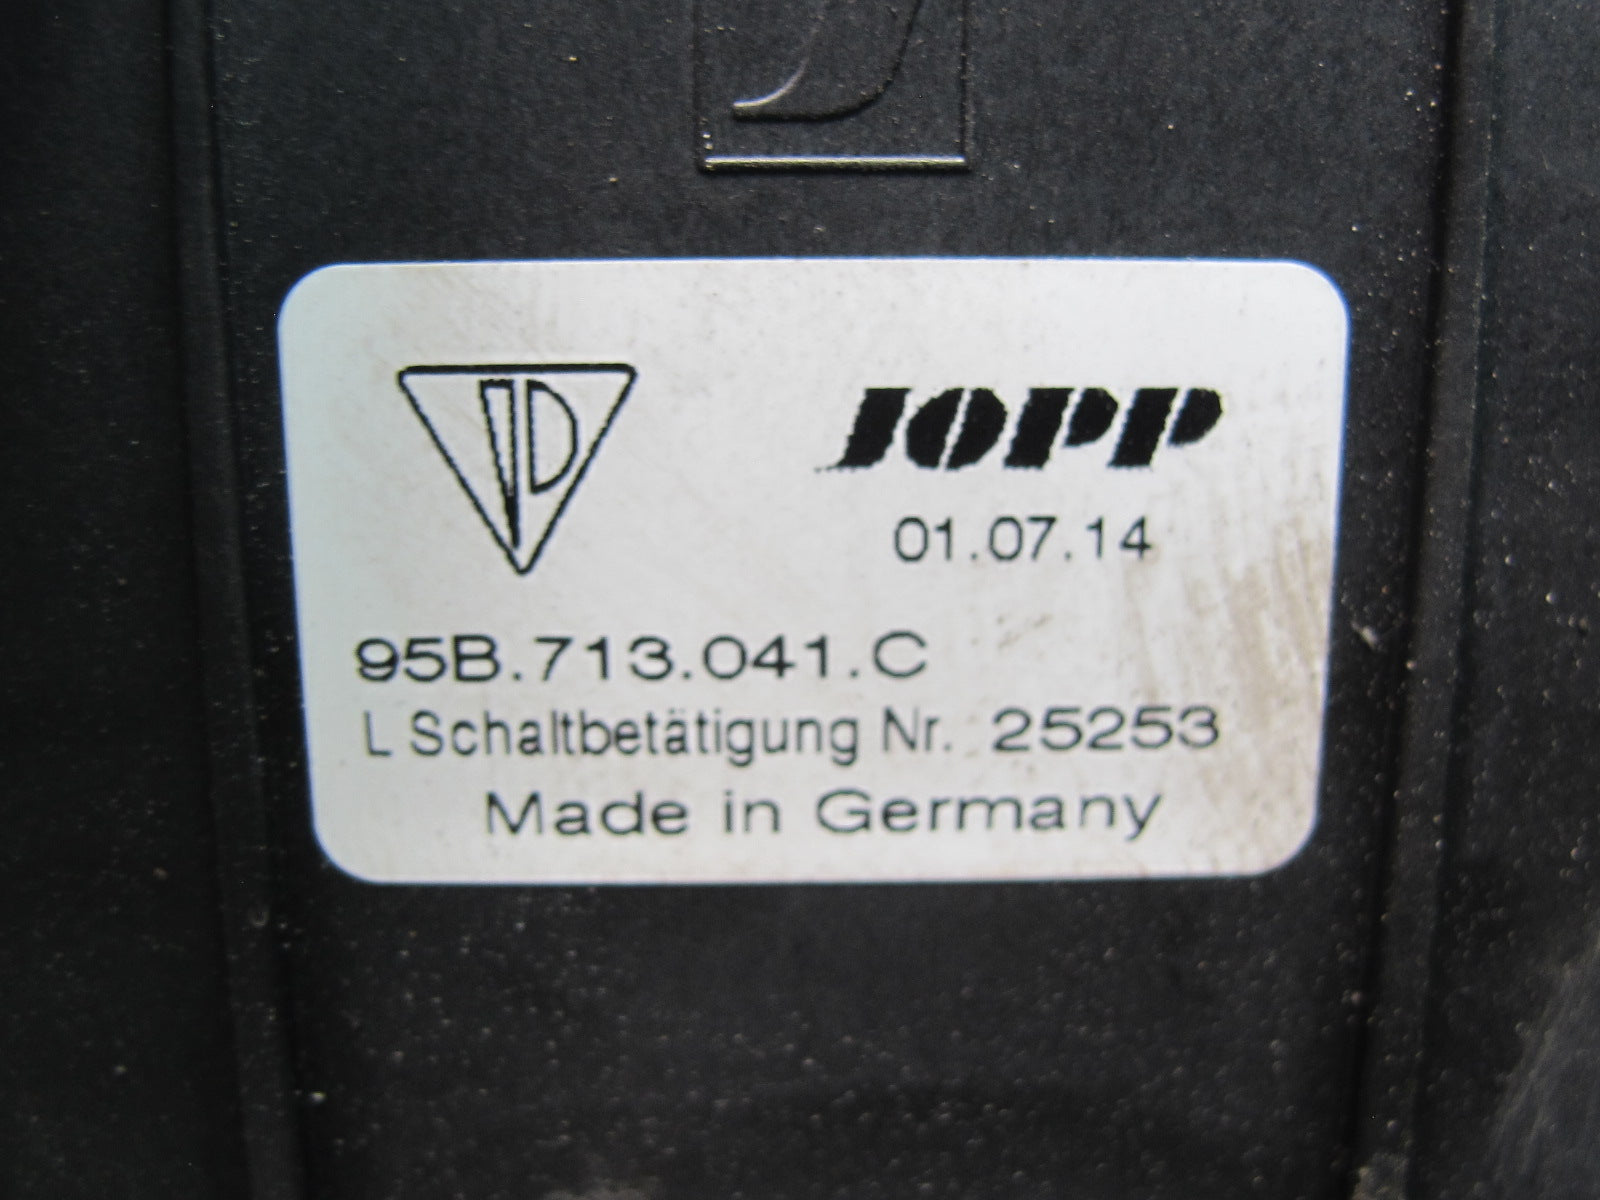 JOPP
01.07.14
95B.713.041.C
L Schaltbetätigung Nr. 25253
Made in Germany